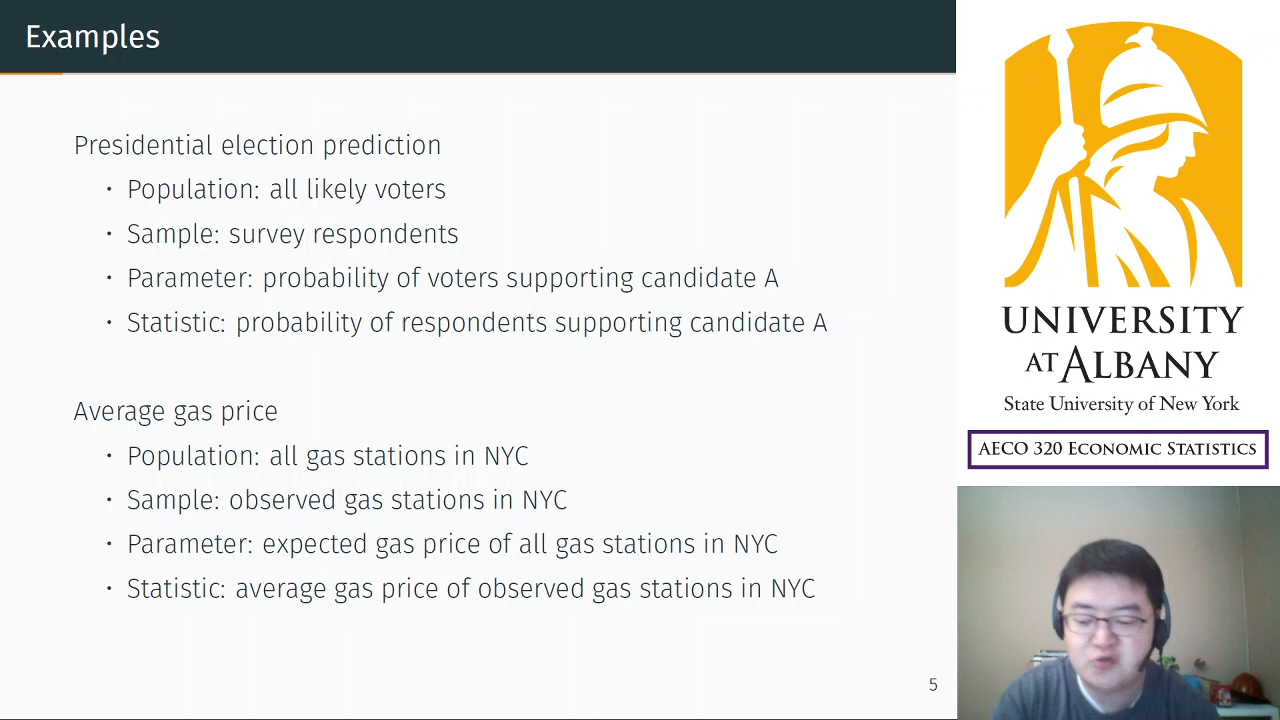 Examples
Presidential election prediction
• Population: all likely voters
• Sample: survey respondents
• Parameter: probability of voters supporting candidate A
• Statistic: probability of respondents supporting candidate A
Average gas price
• Population: all gas stations in NYC
• Sample: observed gas stations in NYC
• Parameter: expected gas price of all gas stations in NYC
• Statistic: average gas price of observed gas stations in NYC
5
UNIVERSITY
AT ALBANY
State University of New York
AECO 320 Economic Statistics